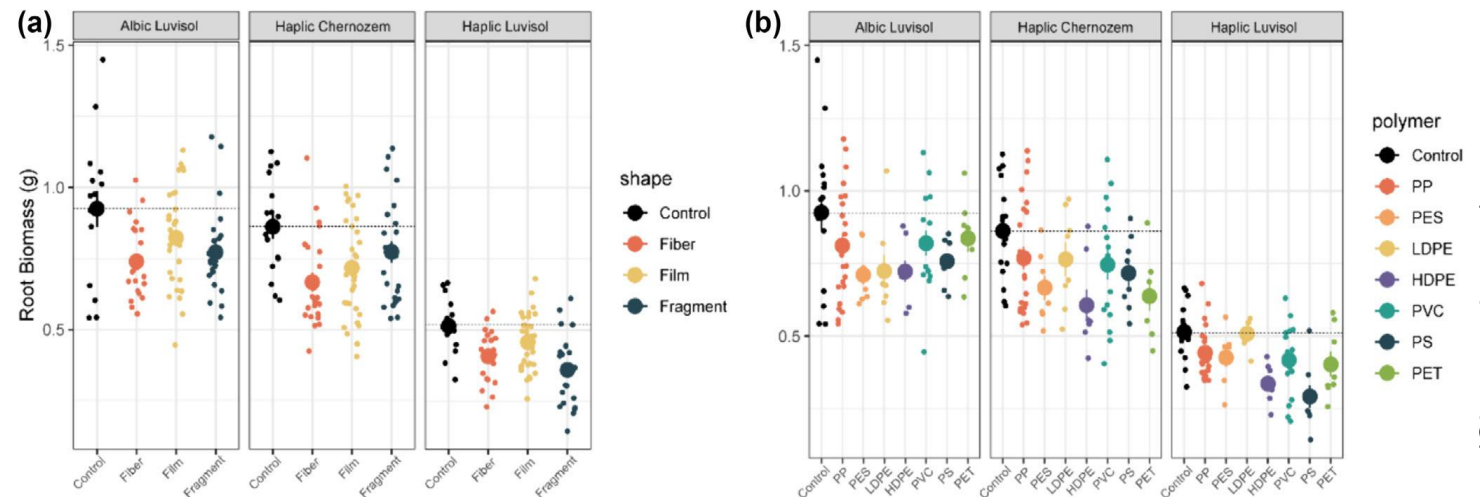 (a)
Albic Luvisol
Haplic Chernozem
Haplic Luvisol
Root Biomass (g)
1.5
1.0
0.5
Control
Fiber
Film
Fragment
Control
Fiber
Film
Fragment
Control
Fiber
Film
Fragment
shape
Control
Fiber
Film
Fragment
(b)
Albic Luvisol
Haplic Chernozem
Haplic Luvisol
1.5
1.0
0.5
Control
PP
PES
LDPE
HDPE
PVC
PS
PET
Control
PP
PES
LDPE
HDPE
PVC
PS
PET
Control
PP
PES
LDPE
HDPE
PVC
PS
PET
polymer
Control
PP
PES
LDPE
HDPE
PVC
PS
PET